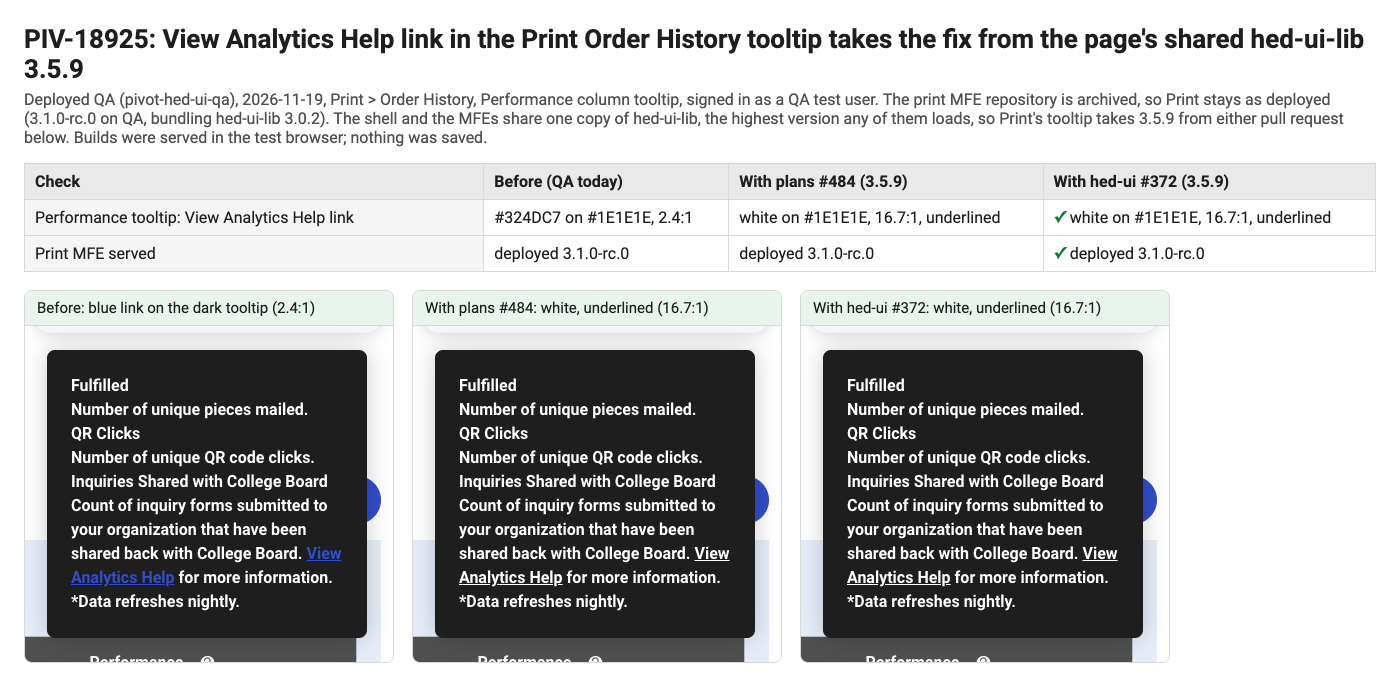 PIV-18925: View Analytics Help link in the Print Order History tooltip takes the fix from the page's shared hed-ui-lib
3.5.9
Deployed QA (pivot-hed-ui-qa), 2026-11-19, Print > Order History, Performance column tooltip, signed in as a QA test user. The print MFE repository is archived, so Print stays as deployed
(3.1.0-rc.0 on QA, bundling hed-ui-lib 3.0.2). The shell and the MFEs share one copy of hed-ui-lib, the highest version any of them loads, so Print's tooltip takes 3.5.9 from either pull request
below. Builds were served in the test browser; nothing was saved.
Check Before (QA today) With plans #484 (3.5.9) With hed-ui #372 (3.5.9)
Performance tooltip: View Analytics Help link #324DC7 on #1E1E1E, 2.4:1 white on #1E1E1E, 16.7:1, underlined ✓ white on #1E1E1E, 16.7:1, underlined
Print MFE served deployed 3.1.0-rc.0 deployed 3.1.0-rc.0 ✓ deployed 3.1.0-rc.0
Before: blue link on the dark tooltip (2.4:1)
Fulfilled
Number of unique pieces mailed.
QR Clicks
Number of unique QR code clicks.
Inquiries Shared with College Board
Count of inquiry forms submitted to
your organization that have been
shared back with College Board. View
Analytics Help for more information.
*Data refreshes nightly.
Performance
With plans #484: white, underlined (16.7:1)
Fulfilled
Number of unique pieces mailed.
QR Clicks
Number of unique QR code clicks.
Inquiries Shared with College Board
Count of inquiry forms submitted to
your organization that have been
shared back with College Board. View
Analytics Help for more information.
*Data refreshes nightly.
Performance
With hed-ui #372: white, underlined (16.7:1)
Fulfilled
Number of unique pieces mailed.
QR Clicks
Number of unique QR code clicks.
Inquiries Shared with College Board
Count of inquiry forms submitted to
your organization that have been
shared back with College Board. View
Analytics Help for more information.
*Data refreshes nightly.
Performance